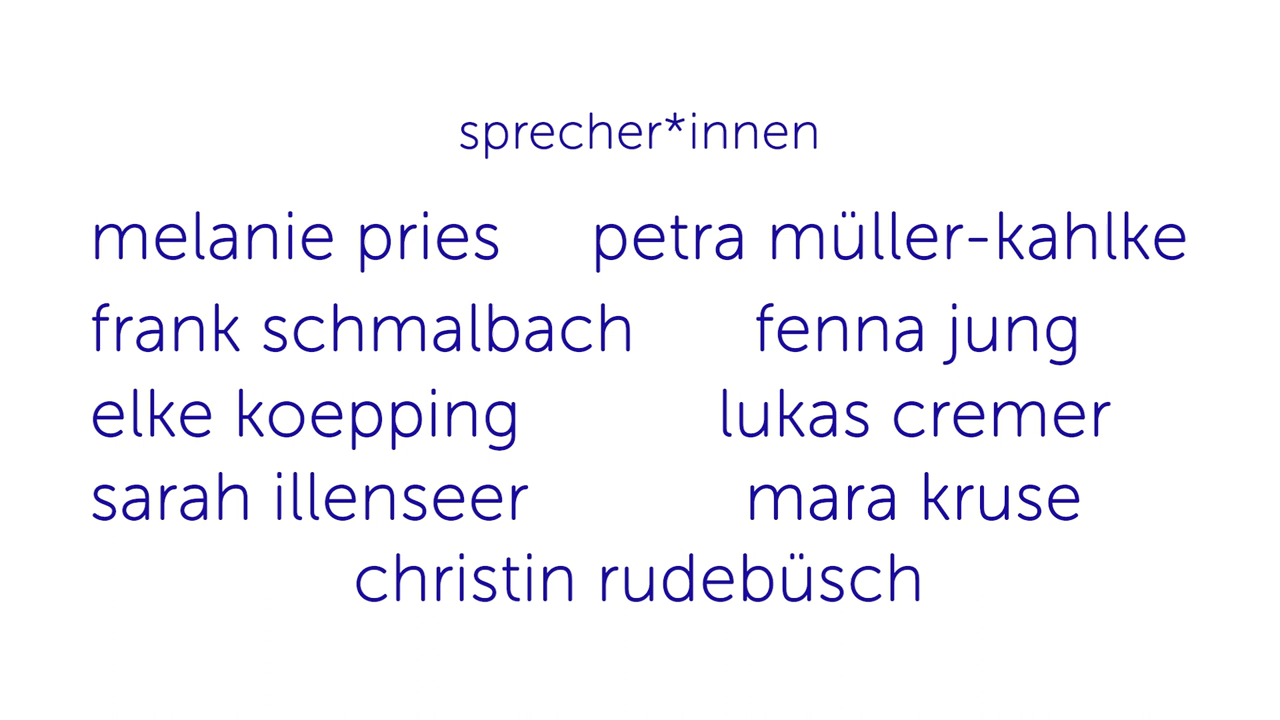 sprecher*innen
melanie pries petra müller-kahlke
frank schmalbach fenna jung
elke koepping lukas cremer
sarah illenseer mara kruse
christin rudebüsch